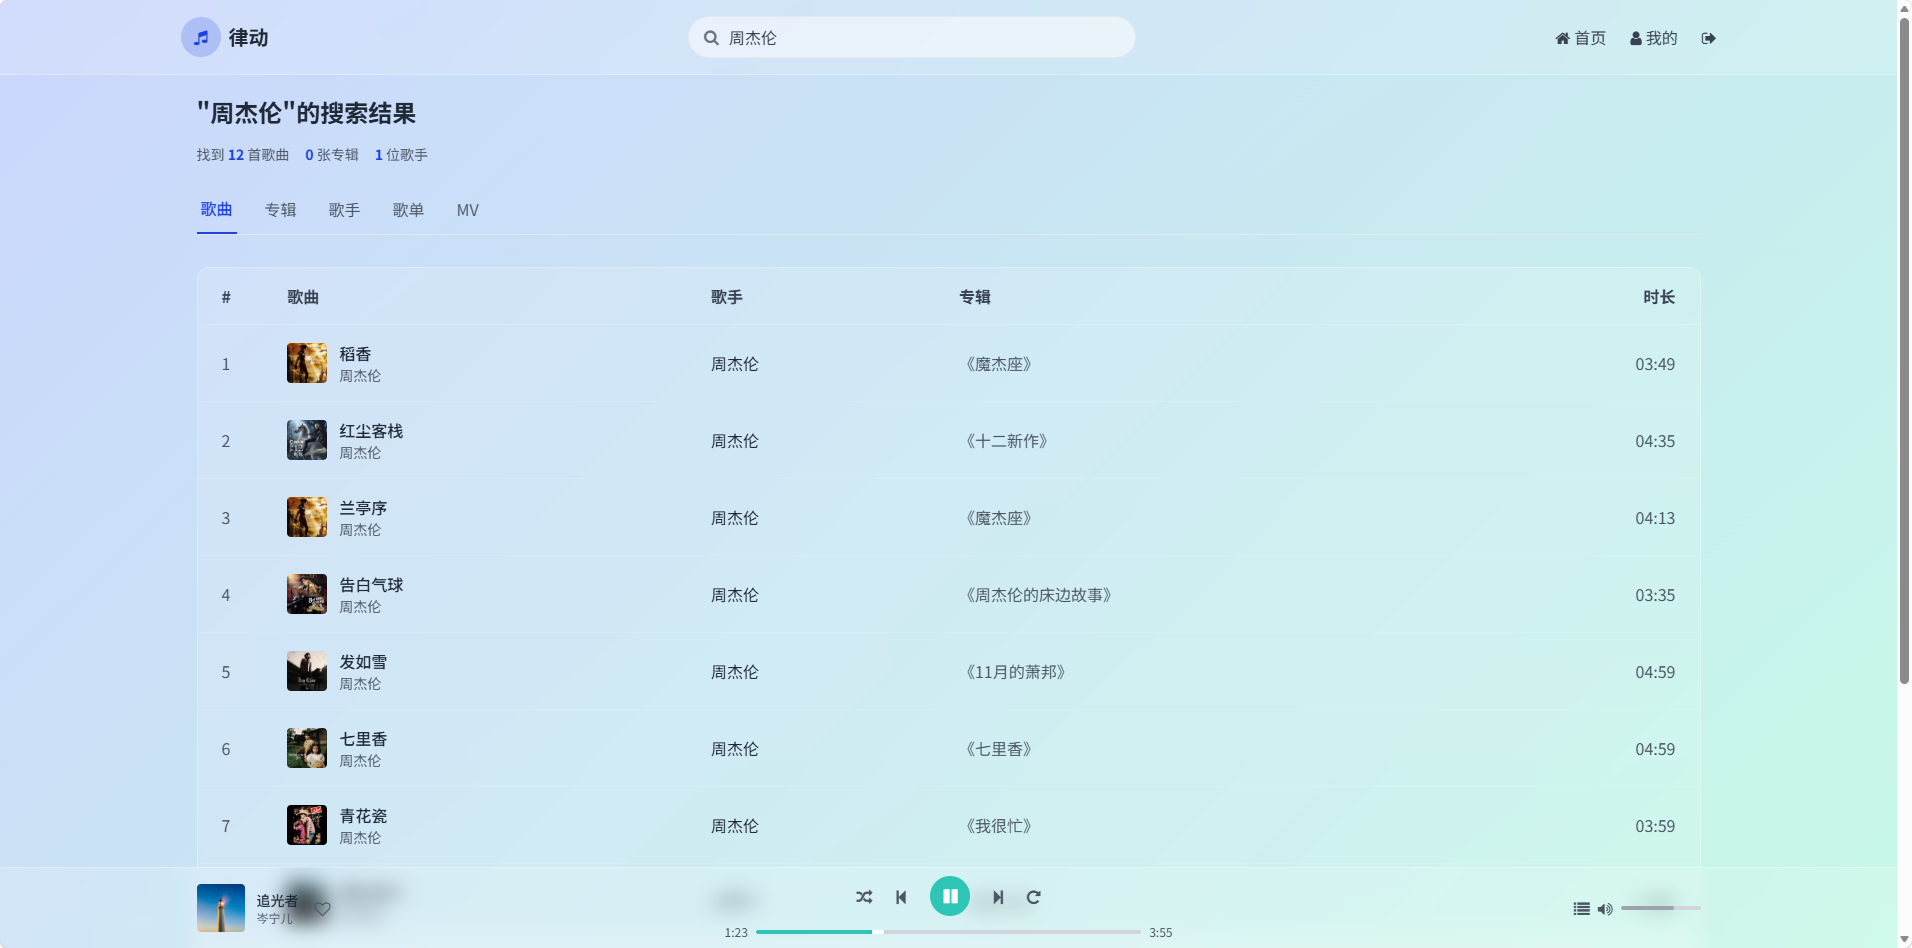 律动
周杰伦
首页 我的
"周杰伦"的搜索结果
找到 12 首歌曲 0 张专辑 1 位歌手
歌曲 专辑 歌手 歌单 MV
# 歌曲 歌手 专辑 时长
1 稻香 周杰伦 《魔杰座》 03:49
周杰伦
2 红尘客栈 周杰伦 《十二新作》 04:35
周杰伦
3 兰亭序 周杰伦 《魔杰座》 04:13
周杰伦
4 告白气球 周杰伦 《周杰伦的床边故事》 03:35
周杰伦
5 发如雪 周杰伦 《11月的萧邦》 04:59
周杰伦
6 七里香 周杰伦 《七里香》 04:59
周杰伦
7 青花瓷 周杰伦 《我很忙》 03:59
周杰伦
追光者
岑宁儿
1:23 3:55